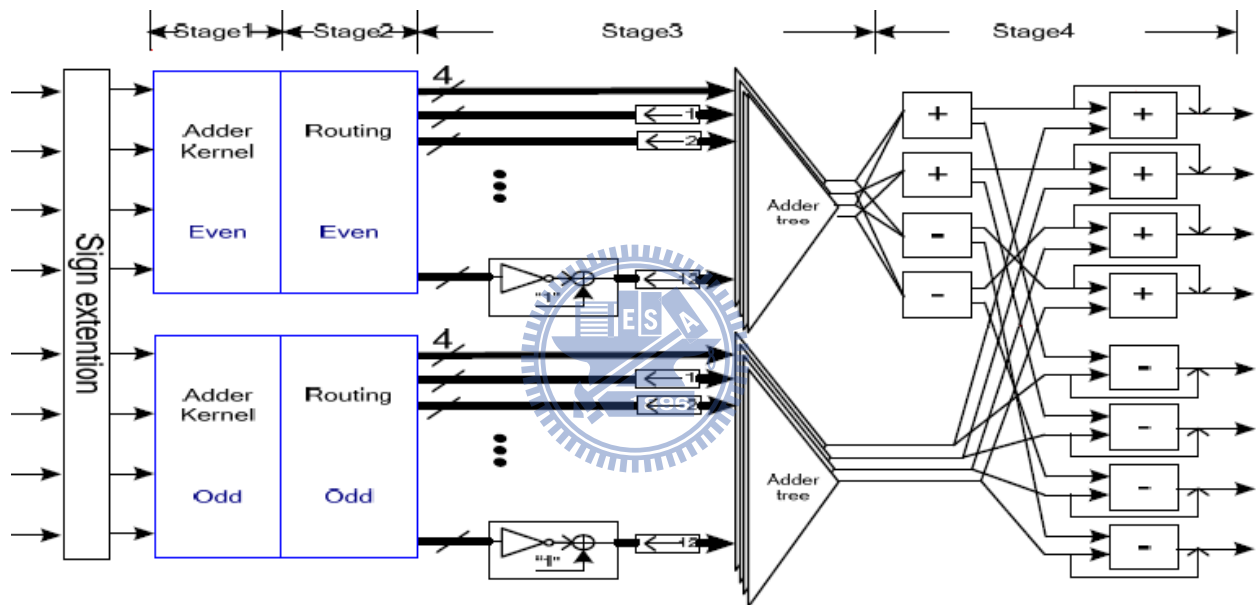 Stage1 Stage2 Stage3 Stage4
Sign extention
Adder Kernel
Routing
Even
Even
4
1
2
"1"
12
Adder tree
+
+
-
-
+
+
+
+
-
-
-
-
Adder Kernel
Routing
Odd
Odd
4
1
2
"1"
12
Adder tree
ESA